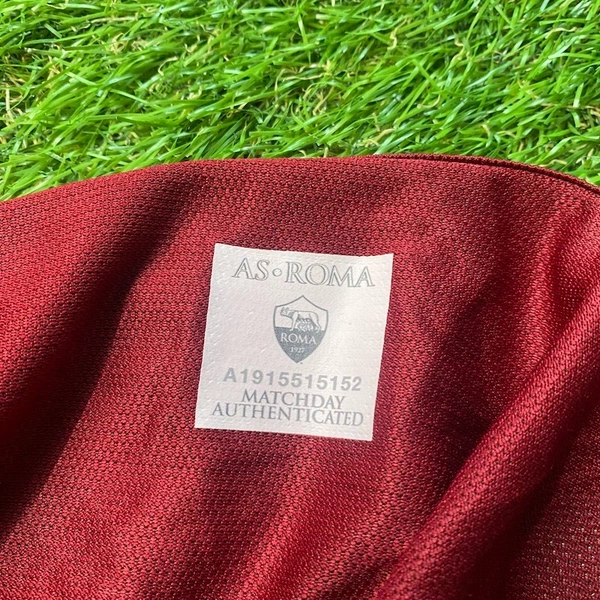 AS·ROMA
ROMA
1927
A1915515152
MATCHDAY
AUTHENTICATED